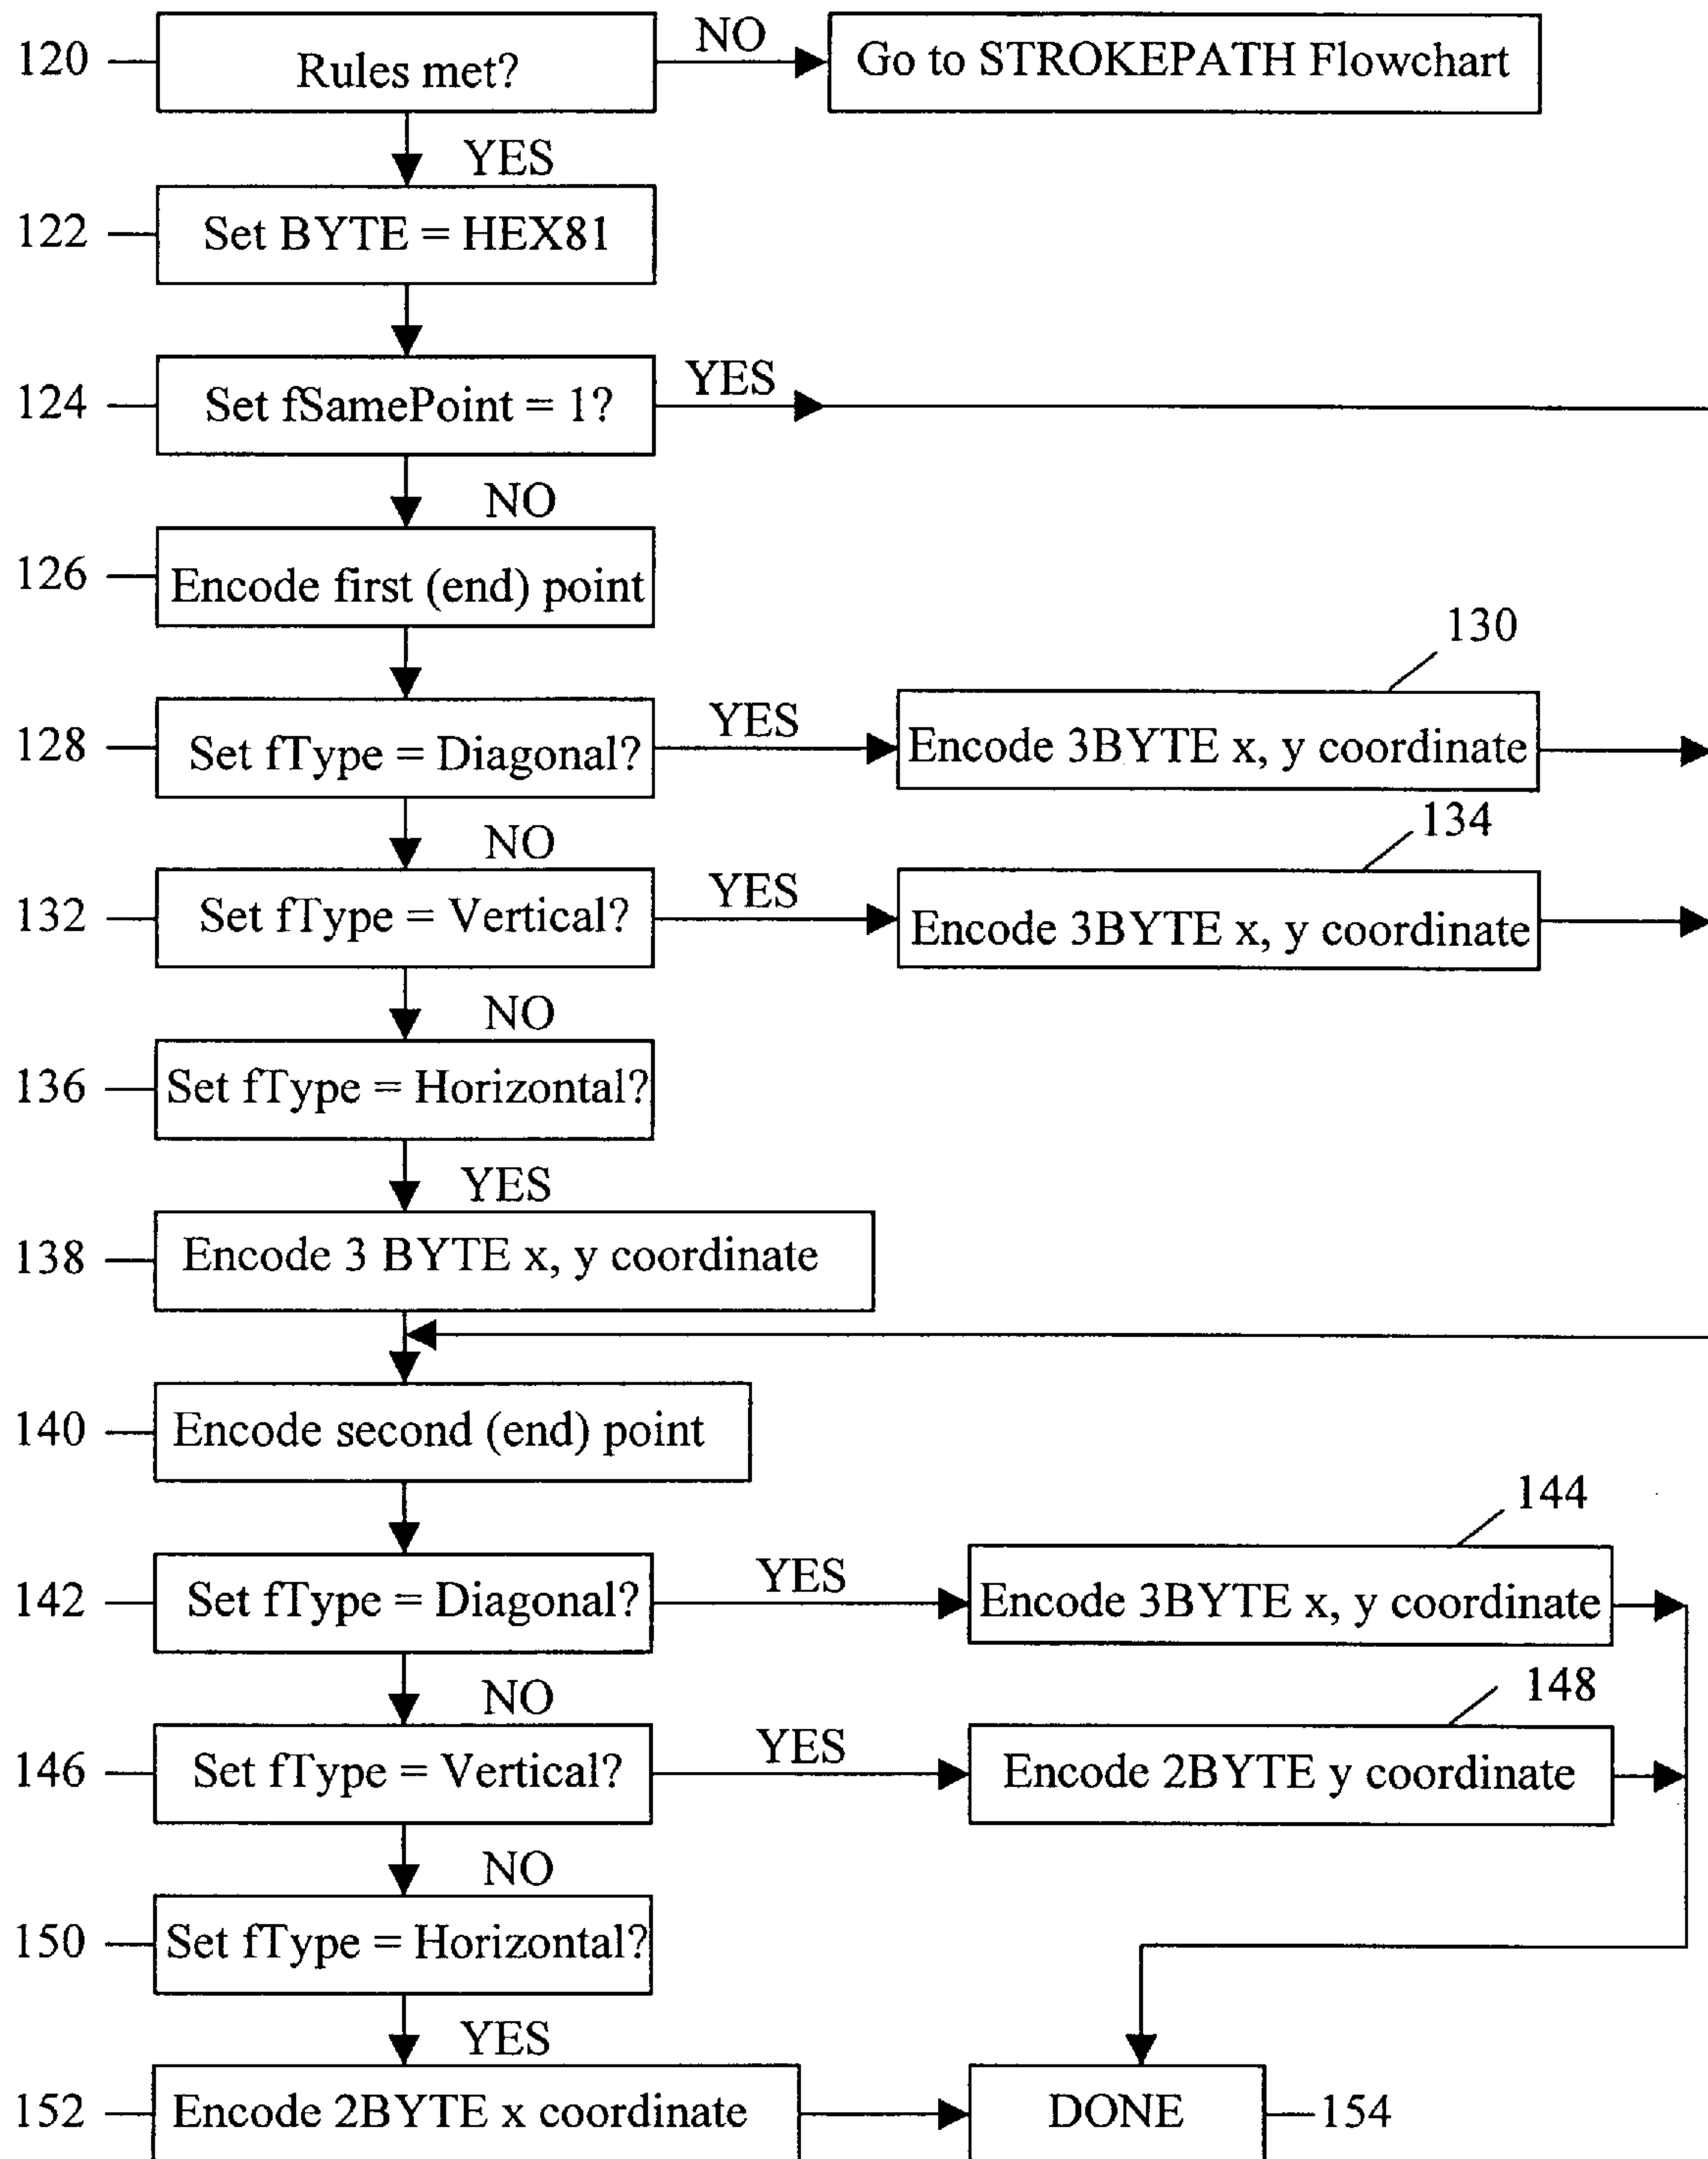 120
Rules met?
NO
Go to STROKEPATH Flowchart
YES
122
Set BYTE = HEX81
124
Set fSamePoint = 1?
YES
NO
126
Encode first (end) point
130
128
Set fType = Diagonal?
YES
Encode 3BYTE x, y coordinate
NO
134
132
Set fType = Vertical?
YES
Encode 3BYTE x, y coordinate
NO
136
Set fType = Horizontal?
YES
138
Encode 3 BYTE x, y coordinate
140
Encode second (end) point
144
142
Set fType = Diagonal?
YES
Encode 3BYTE x, y coordinate
NO
148
146
Set fType = Vertical?
YES
Encode 2BYTE y coordinate
NO
150
Set fType = Horizontal?
YES
152
Encode 2BYTE x coordinate
DONE
154